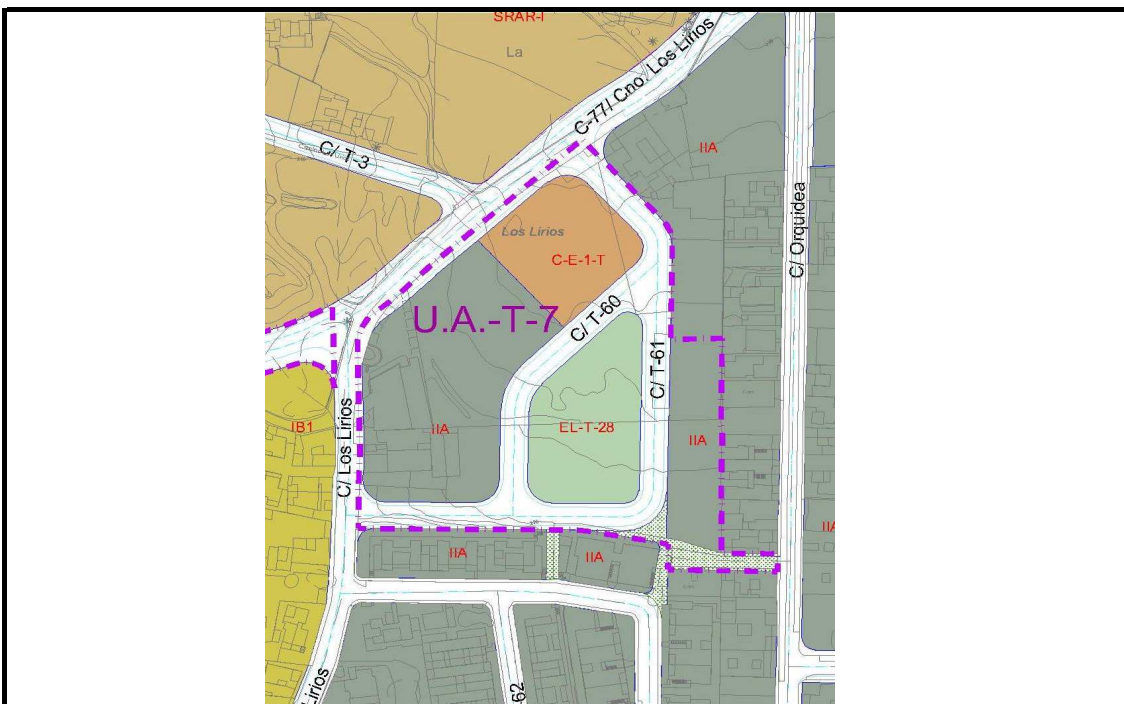 SRAR-I
La
C-77/ Cno. Los Lirios
C/ T-3
IIA
C/ Orquidea
Los Lirios
C-E-1-T
U.A.-T-7
C/ T-60
C/ T-61
IB1
C/ Los Lirios
IIA
EL-T-28
IIA
IIA
IIA
IIA
Lirios
62